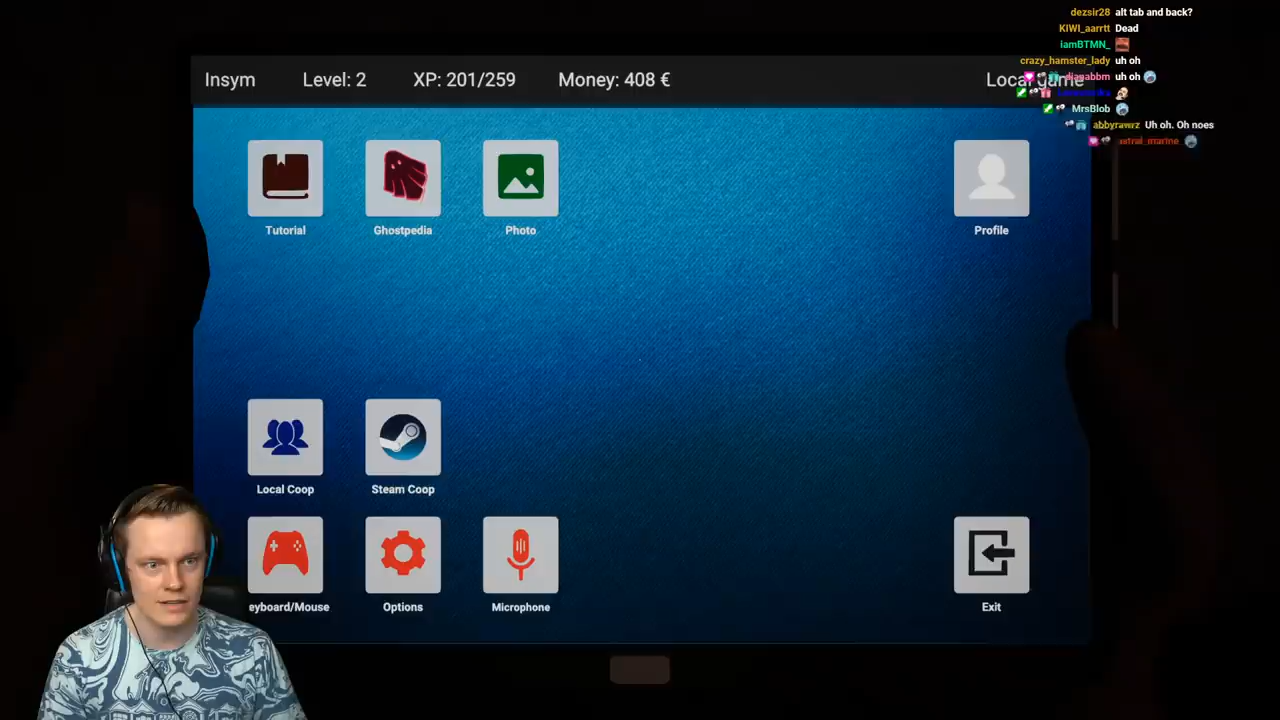 dezsir28 alt tab and back?
KIWI_aarrtt Dead
iamBTMN_
crazy_hamster_lady uh oh
uh oh
MrsBlob
abbyrawrz Uh oh. Oh noes
Insym Level: 2 XP: 201/259 Money: 408 € Local game
Tutorial Ghostpedia Photo Profile
Local Coop Steam Coop
eyboard/Mouse Options Microphone Exit